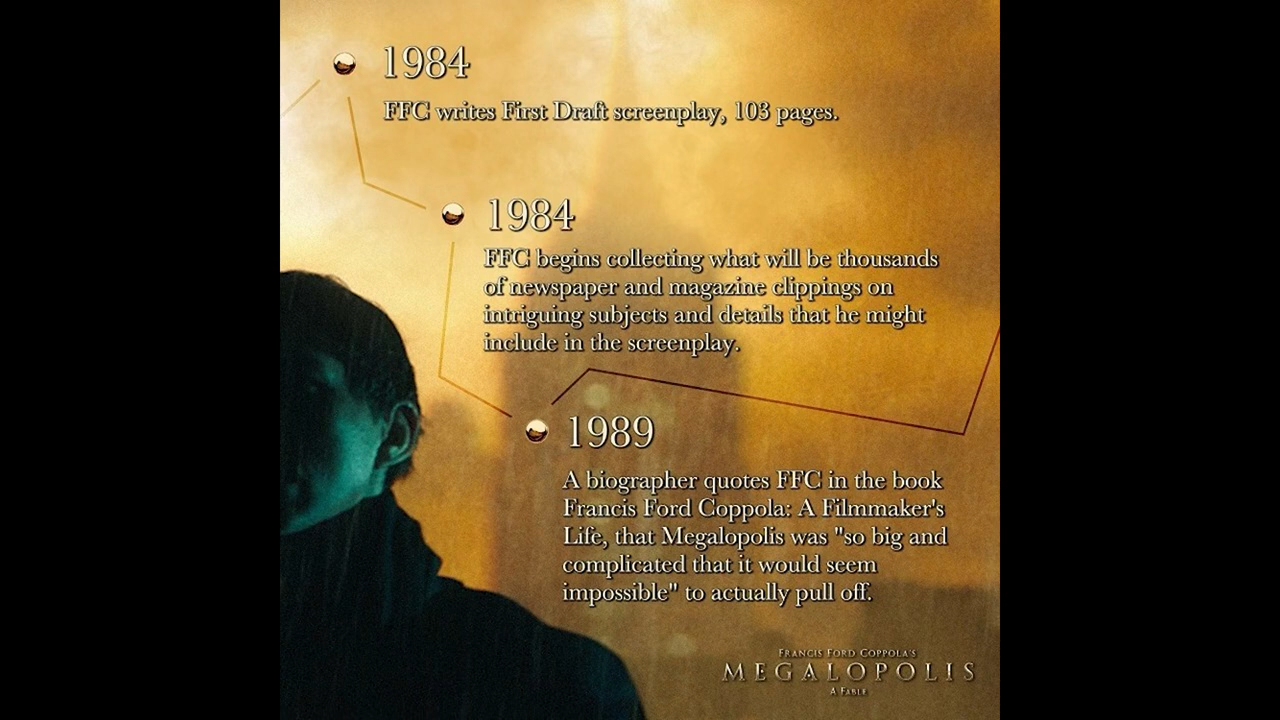 1984
FFC writes First Draft screenplay, 103 pages.
1984
FFC begins collecting what will be thousands
of newspaper and magazine clippings on
intriguing subjects and details that he might
include in the screenplay.
1989
A biographer quotes FFC in the book
Francis Ford Coppola: A Filmmaker's
Life, that Megalopolis was "so big and
complicated that it would seem
impossible" to actually pull off.
FRANCIS FORD COPPOLA'S
MEGALOPOLIS
A FABLE